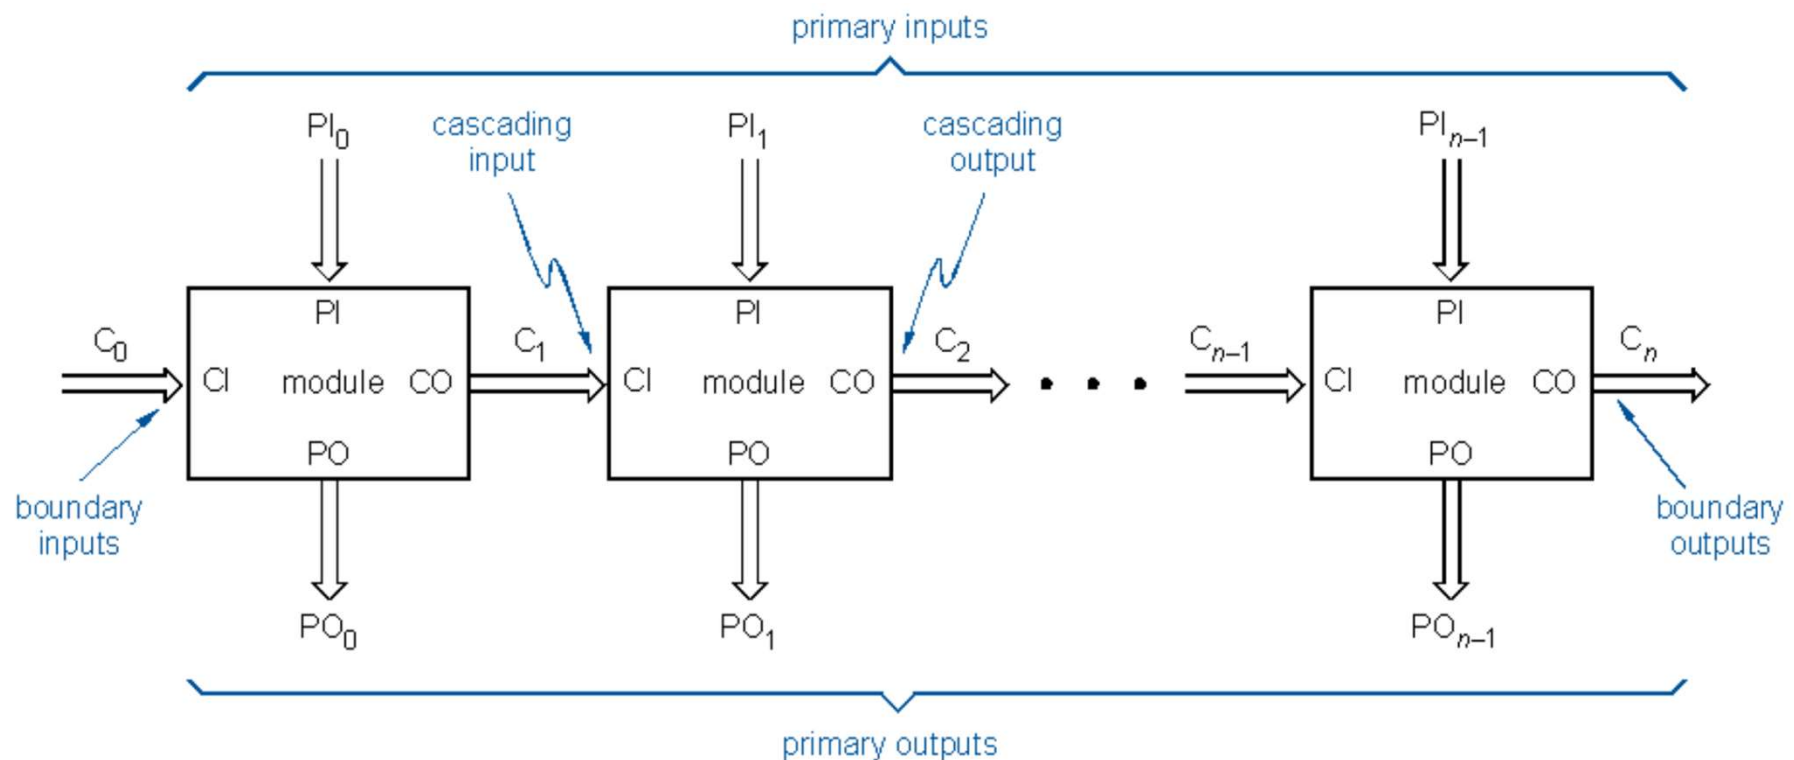 primary inputs
PI₀
cascading
input
PI₁
cascading
output
PIₙ₋₁
C₀
CI
PI
module
CO
PO
C₁
CI
PI
module
CO
PO
C₂
• • •
Cₙ₋₁
CI
PI
module
CO
PO
Cₙ
boundary
inputs
boundary
outputs
PO₀
PO₁
POₙ₋₁
primary outputs